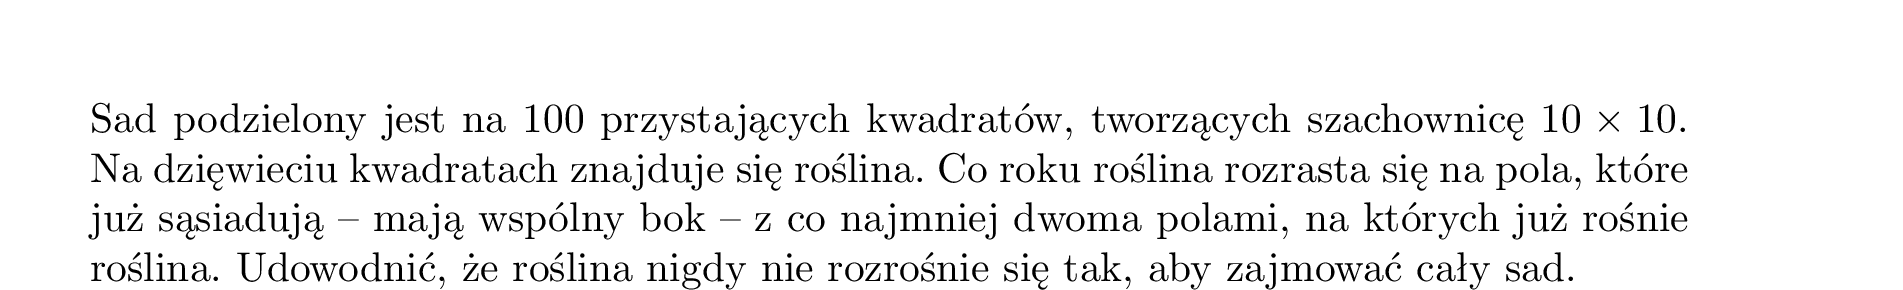 Sad podzielony jest na 100 przystających kwadratów, tworzących szachownicę 10 × 10.
Na dzięwieciu kwadratach znajduje się roślina. Co roku roślina rozrasta się na pola, które
już sąsiadują – mają wspólny bok – z co najmniej dwoma polami, na których już rośnie
roślina. Udowodnić, że roślina nigdy nie rozrośnie się tak, aby zajmować cały sad.